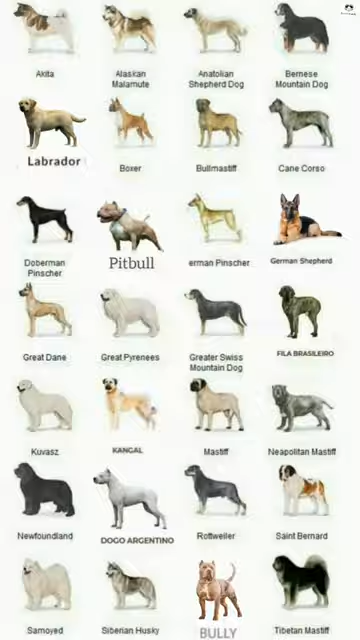 Akita
Alaskan
Malamute
Anatolian
Shepherd Dog
Bernese
Mountain Dog
Labrador
Boxer
Bullmastiff
Cane Corso
Doberman
Pinscher
Pitbull
erman Pinscher
German Shepherd
Great Dane
Great Pyrenees
Greater Swiss
Mountain Dog
FILA BRASILEIRO
Kuvasz
KANGAL
Mastiff
Neapolitan Mastiff
Newfoundland
DOGO ARGENTINO
Rottweiler
Saint Bernard
Samoyed
Siberian Husky
BULLY
Tibetan Mastiff